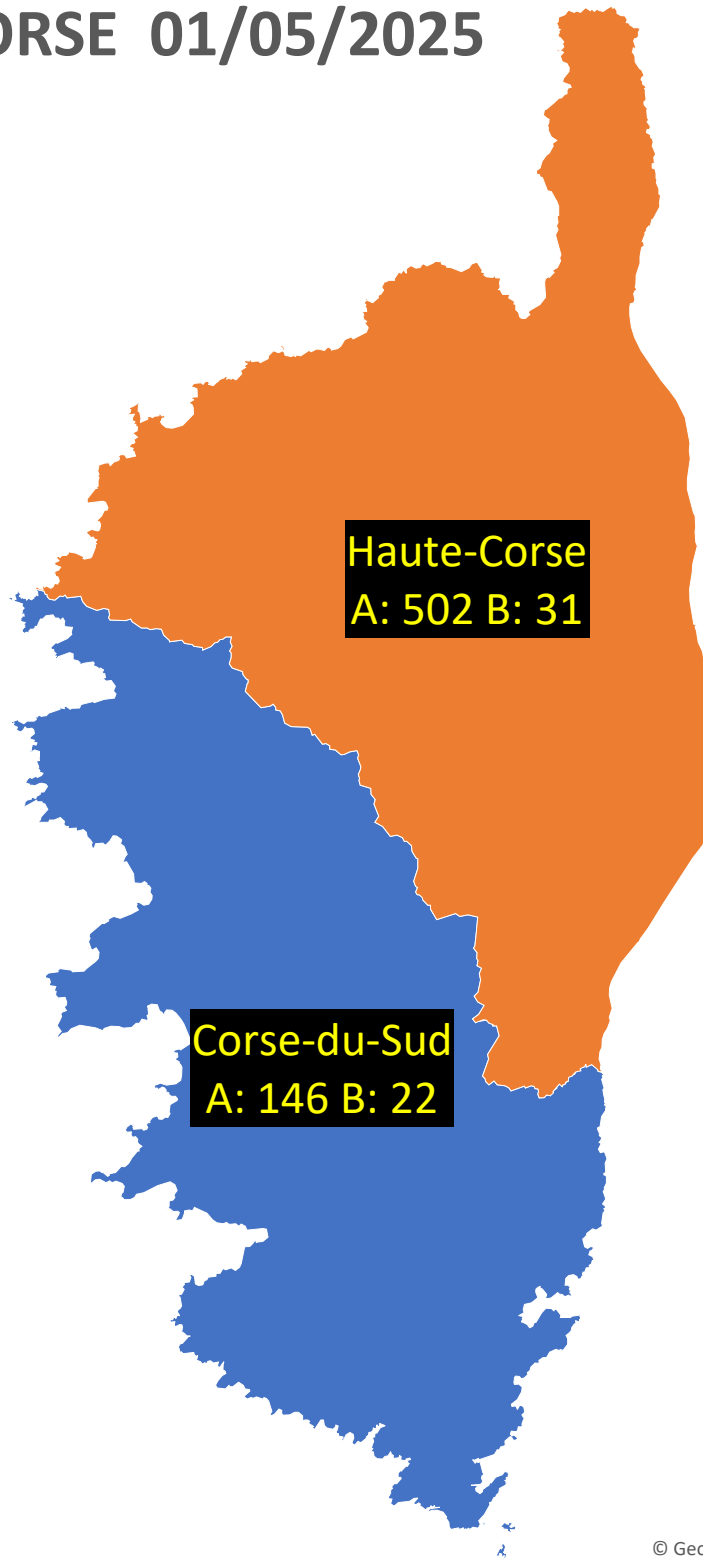 ORSE 01/05/2025
Haute-Corse
A: 502 B: 31
Corse-du-Sud
A: 146 B: 22
© Geo